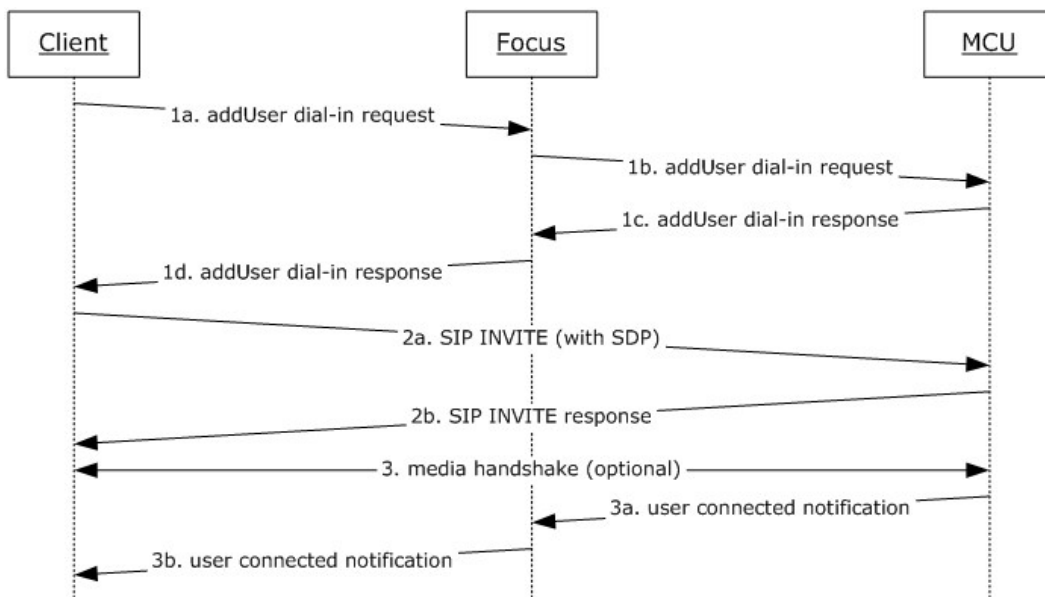 Client
Focus
MCU
1a. addUser dial-in request
1b. addUser dial-in request
1c. addUser dial-in response
1d. addUser dial-in response
2a. SIP INVITE (with SDP)
2b. SIP INVITE response
3. media handshake (optional)
3a. user connected notification
3b. user connected notification